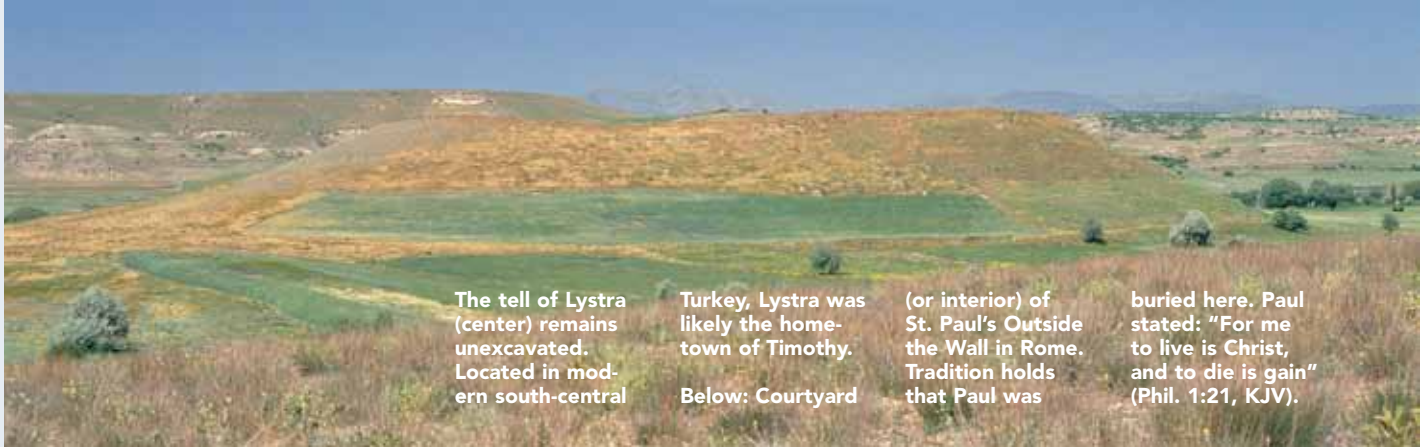 The tell of Lystra
(center) remains
unexcavated.
Located in mod-
ern south-central
Turkey, Lystra was
likely the home-
town of Timothy.
Below: Courtyard
(or interior) of
St. Paul's Outside
the Wall in Rome.
Tradition holds
that Paul was
buried here. Paul
stated: “For me
to live is Christ,
and to die is gain”
(Phil. 1:21, KJV).